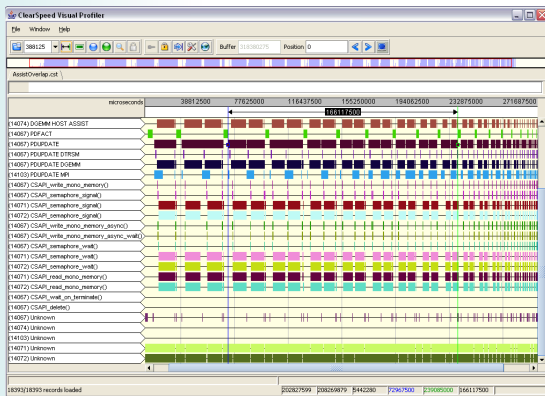 ClearSpeed Visual Profiler
File Window Help
388125 Buffer 318380275 Position 0
AssistOverlap.cst
microseconds 38812500 77625000 116437500 155250000 194062500 232875000 271687500
166117500
(14074) DGEMM HOST ASSIST
(14067) PDFACT
(14067) PDUPDATE
(14067) PDUPDATE DTRSM
(14067) PDUPDATE DGEMM
(14103) PDUPDATE MPI
(14067) CSAPI_write_mono_memory()
(14067) CSAPI_semaphore_signal()
(14071) CSAPI_semaphore_signal()
(14072) CSAPI_semaphore_signal()
(14067) CSAPI_write_mono_memory_async()
(14067) CSAPI_write_mono_memory_async_wait()
(14067) CSAPI_semaphore_wait()
(14071) CSAPI_semaphore_wait()
(14072) CSAPI_semaphore_wait()
(14071) CSAPI_read_mono_memory()
(14072) CSAPI_read_mono_memory()
(14067) CSAPI_wait_on_terminate()
(14067) CSAPI_delete()
(14067) Unknown
(14074) Unknown
(14103) Unknown
(14071) Unknown
(14072) Unknown
18393/18393 records loaded 202827599 208269879 5442280 72967500 239085000 166117500